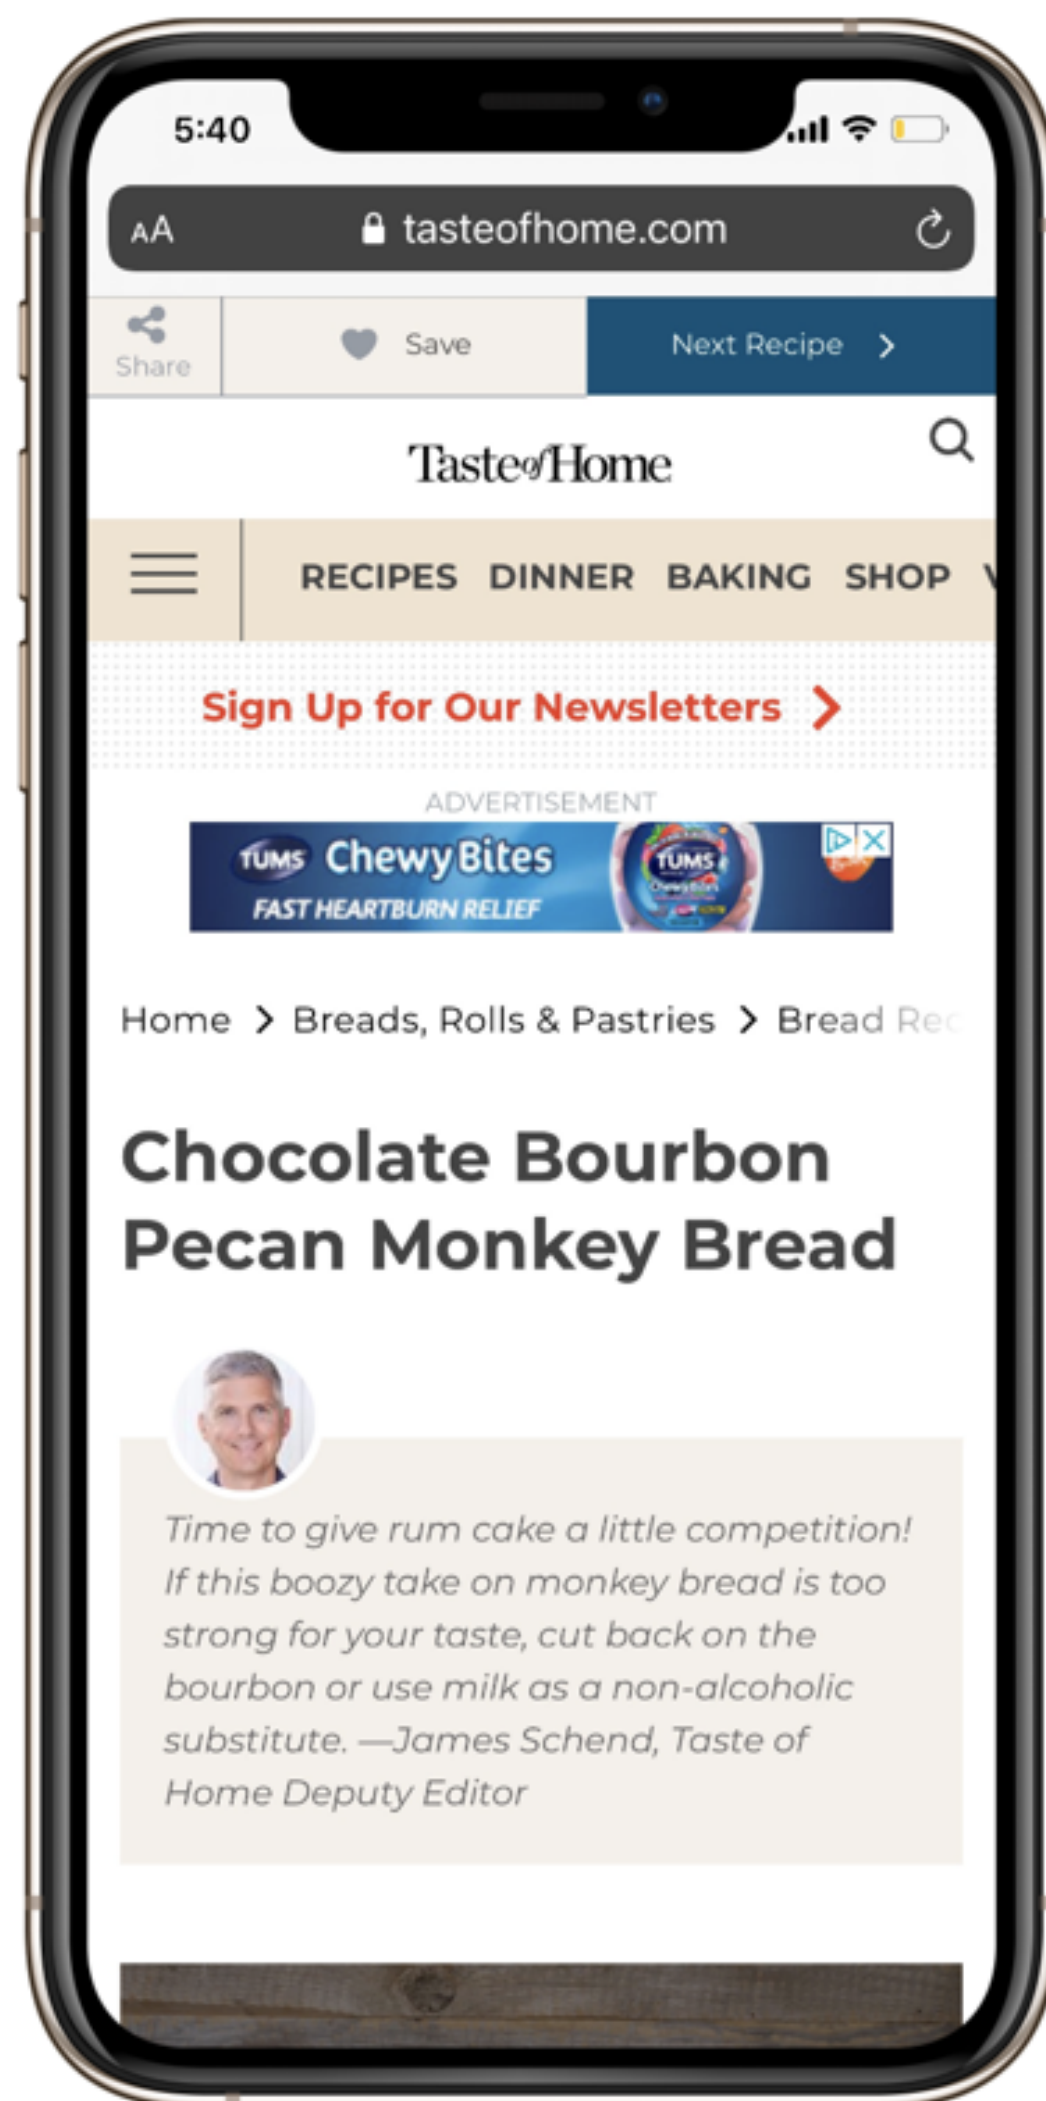 5:40
AA tasteofhome.com
Share
Save
Next Recipe
Taste of Home
RECIPES DINNER BAKING SHOP
Sign Up for Our Newsletters
ADVERTISEMENT
TUMS Chewy Bites
FAST HEARTBURN RELIEF
TUMS
Home > Breads, Rolls & Pastries > Bread Rec
Chocolate Bourbon
Pecan Monkey Bread
Time to give rum cake a little competition!
If this boozy take on monkey bread is too
strong for your taste, cut back on the
bourbon or use milk as a non-alcoholic
substitute. —James Schend, Taste of
Home Deputy Editor